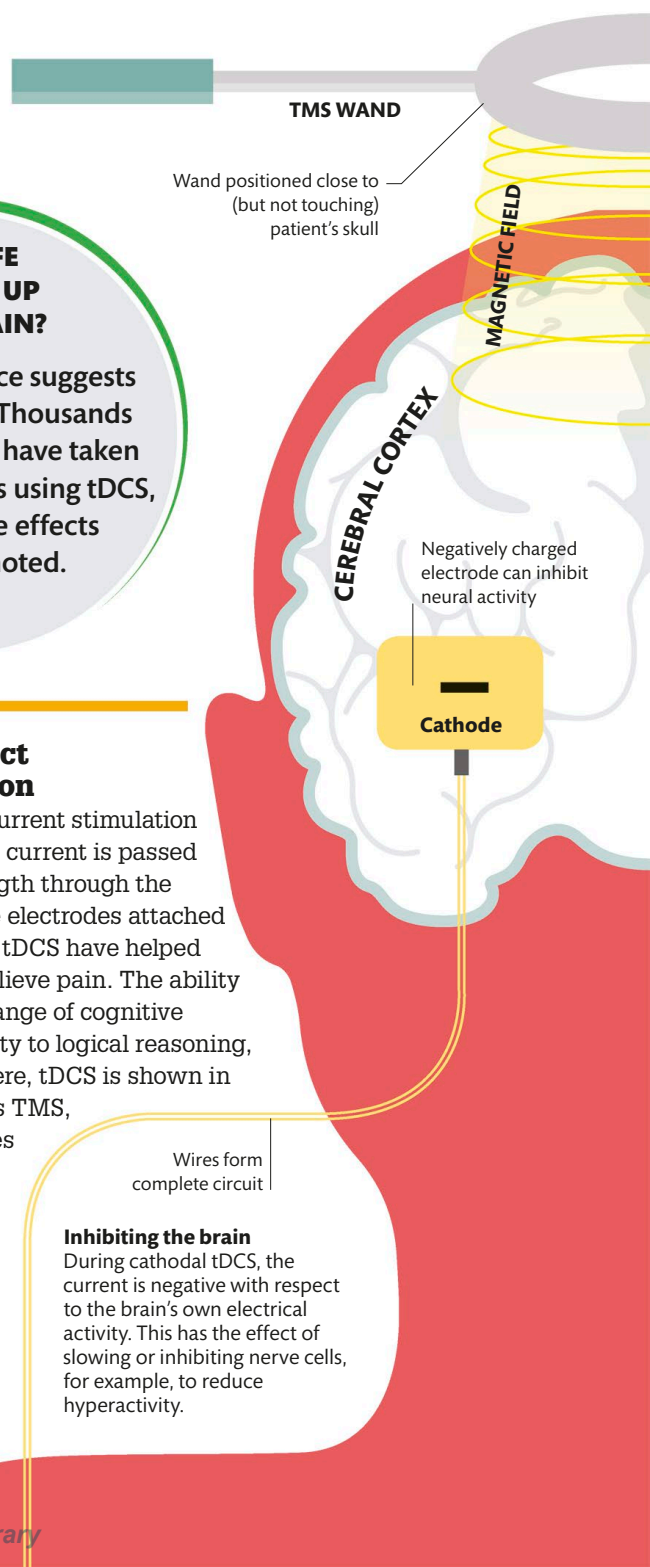 TMS WAND
Wand positioned close to
(but not touching)
patient's skull
MAGNETIC FIELD
CEREBRAL CORTEX
UP
ce suggests
Thousands
have taken
using tDCS,
effects
noted.
Negatively charged
electrode can inhibit
neural activity
Cathode
urrent stimulation
current is passed
through the
electrodes attached
tDCS have helped
lieve pain. The ability
ange of cognitive
ty to logical reasoning,
ere, tDCS is shown in
s TMS,
Wires form
complete circuit
Inhibiting the brain
During cathodal tDCS, the
current is negative with respect
to the brain's own electrical
activity. This has the effect of
slowing or inhibiting nerve cells,
for example, to reduce
hyperactivity.
rary